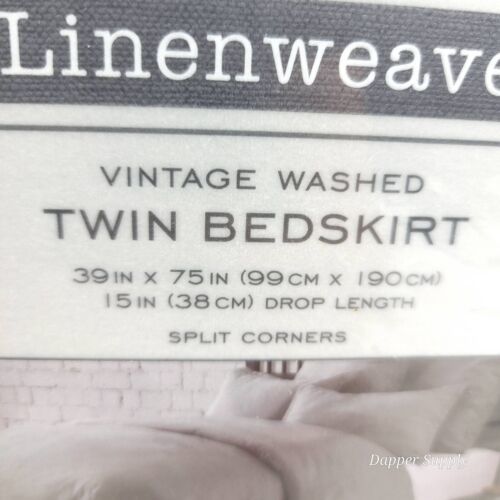 Linenweave
VINTAGE WASHED
TWIN BEDSKIRT
39 IN X 75 IN (99 CM X 190 CM)
15 IN (38 CM) DROP LENGTH
SPLIT CORNERS
Dapper Supply